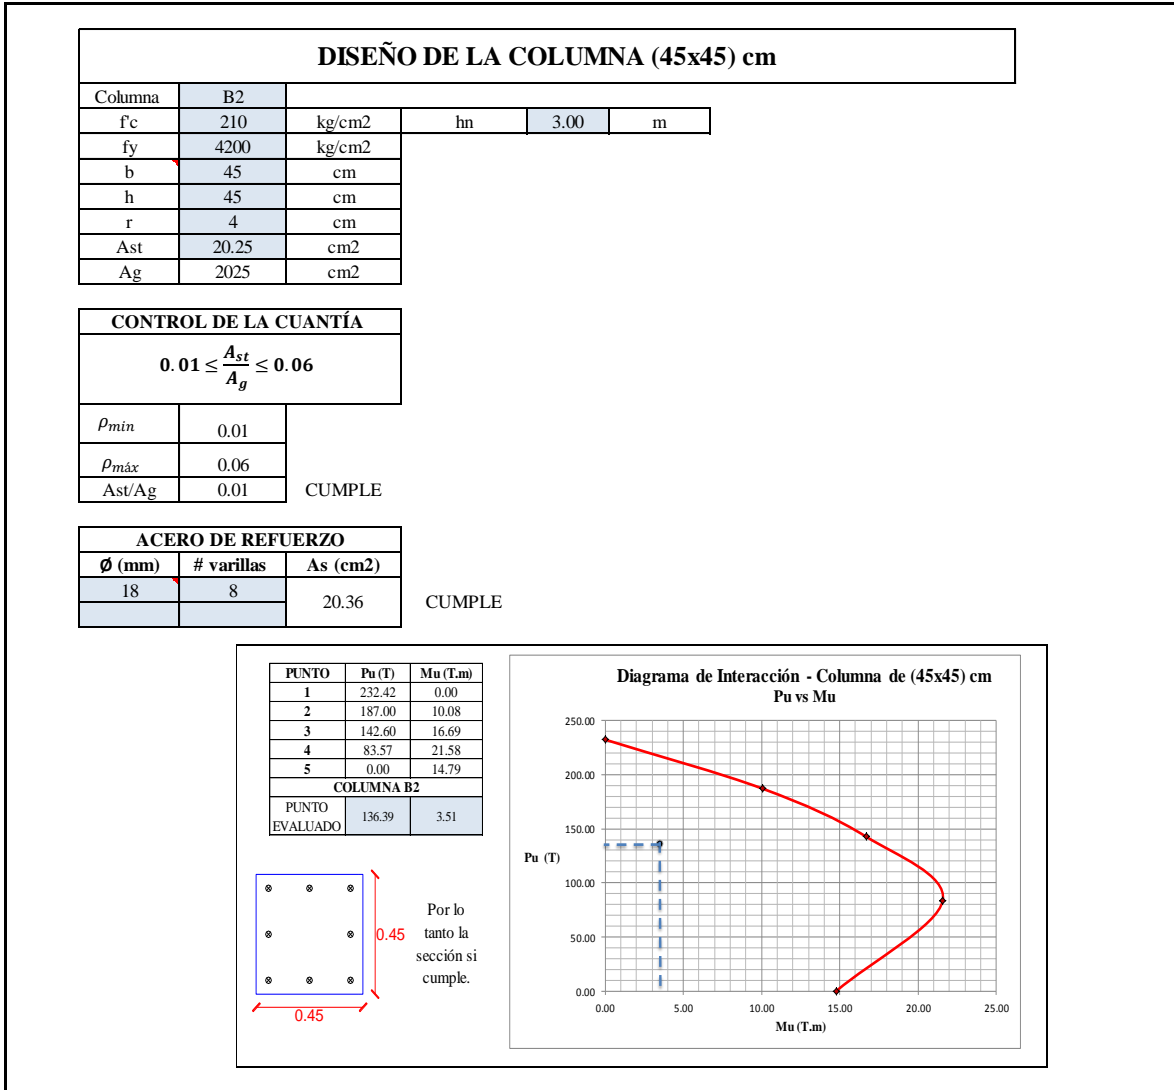 DISEÑO DE LA COLUMNA (45x45) cm
Columna B2
f'c 210 kg/cm2 hn 3.00 m
fy 4200 kg/cm2
b 45 cm
h 45 cm
r 4 cm
Ast 20.25 cm2
Ag 2025 cm2
CONTROL DE LA CUANTÍA
0.01 ≤ A_st / A_g ≤ 0.06
ρ_min 0.01
ρ_máx 0.06
Ast/Ag 0.01 CUMPLE
ACERO DE REFUERZO
Ø (mm) # varillas As (cm2)
18 8 20.36 CUMPLE
PUNTO Pu (T) Mu (T.m)
1 232.42 0.00
2 187.00 10.08
3 142.60 16.69
4 83.57 21.58
5 0.00 14.79
COLUMNA B2
PUNTO EVALUADO 136.39 3.51
0.45
0.45
Por lo
tanto la
sección si
cumple.
Diagrama de Interacción - Columna de (45x45) cm
Pu vs Mu
250.00
200.00
150.00
Pu (T)
100.00
50.00
0.00
0.00 5.00 10.00 15.00 20.00 25.00
Mu (T.m)